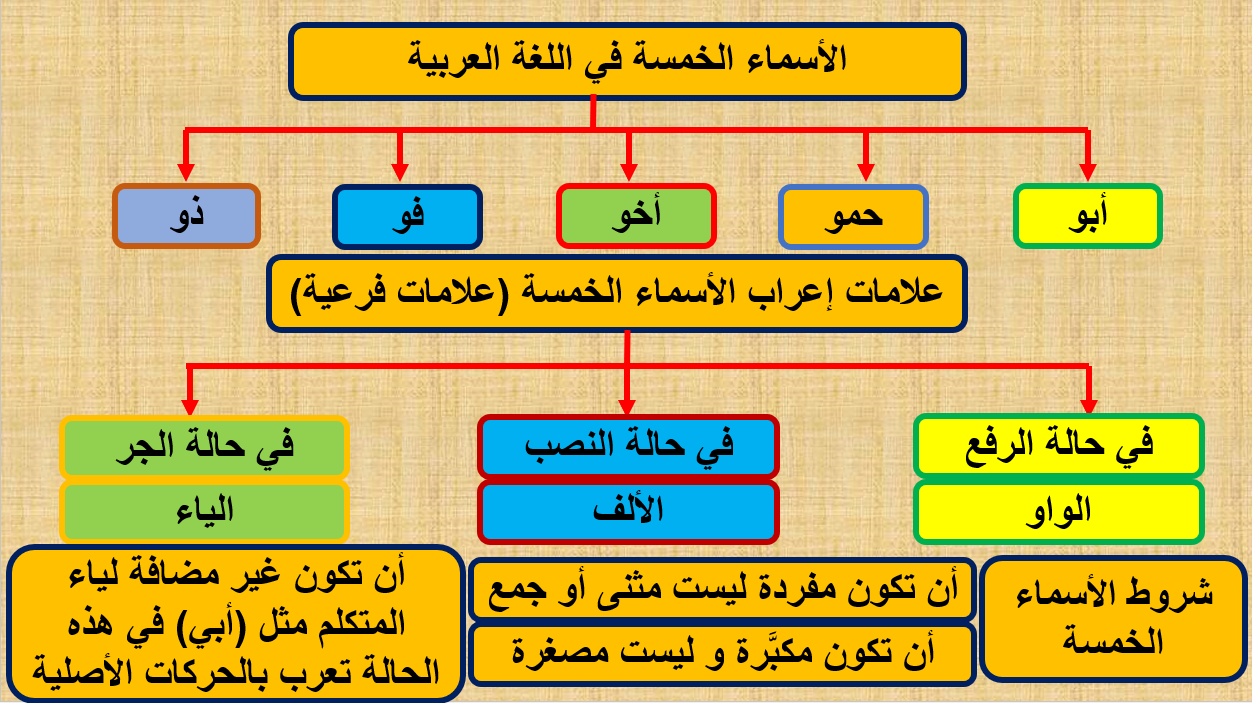 الأسماء الخمسة في اللغة العربية
أبو
حمو
أخو
فو
ذو
علامات إعراب الأسماء الخمسة (علامات فرعية)
في حالة الرفع
الواو
في حالة النصب
الألف
في حالة الجر
الياء
شروط الأسماء
الخمسة
أن تكون مفردة ليست مثنى أو جمع
أن تكون مكبَّرة و ليست مصغرة
أن تكون غير مضافة لياء
المتكلم مثل (أبي) في هذه
الحالة تعرب بالحركات الأصلية